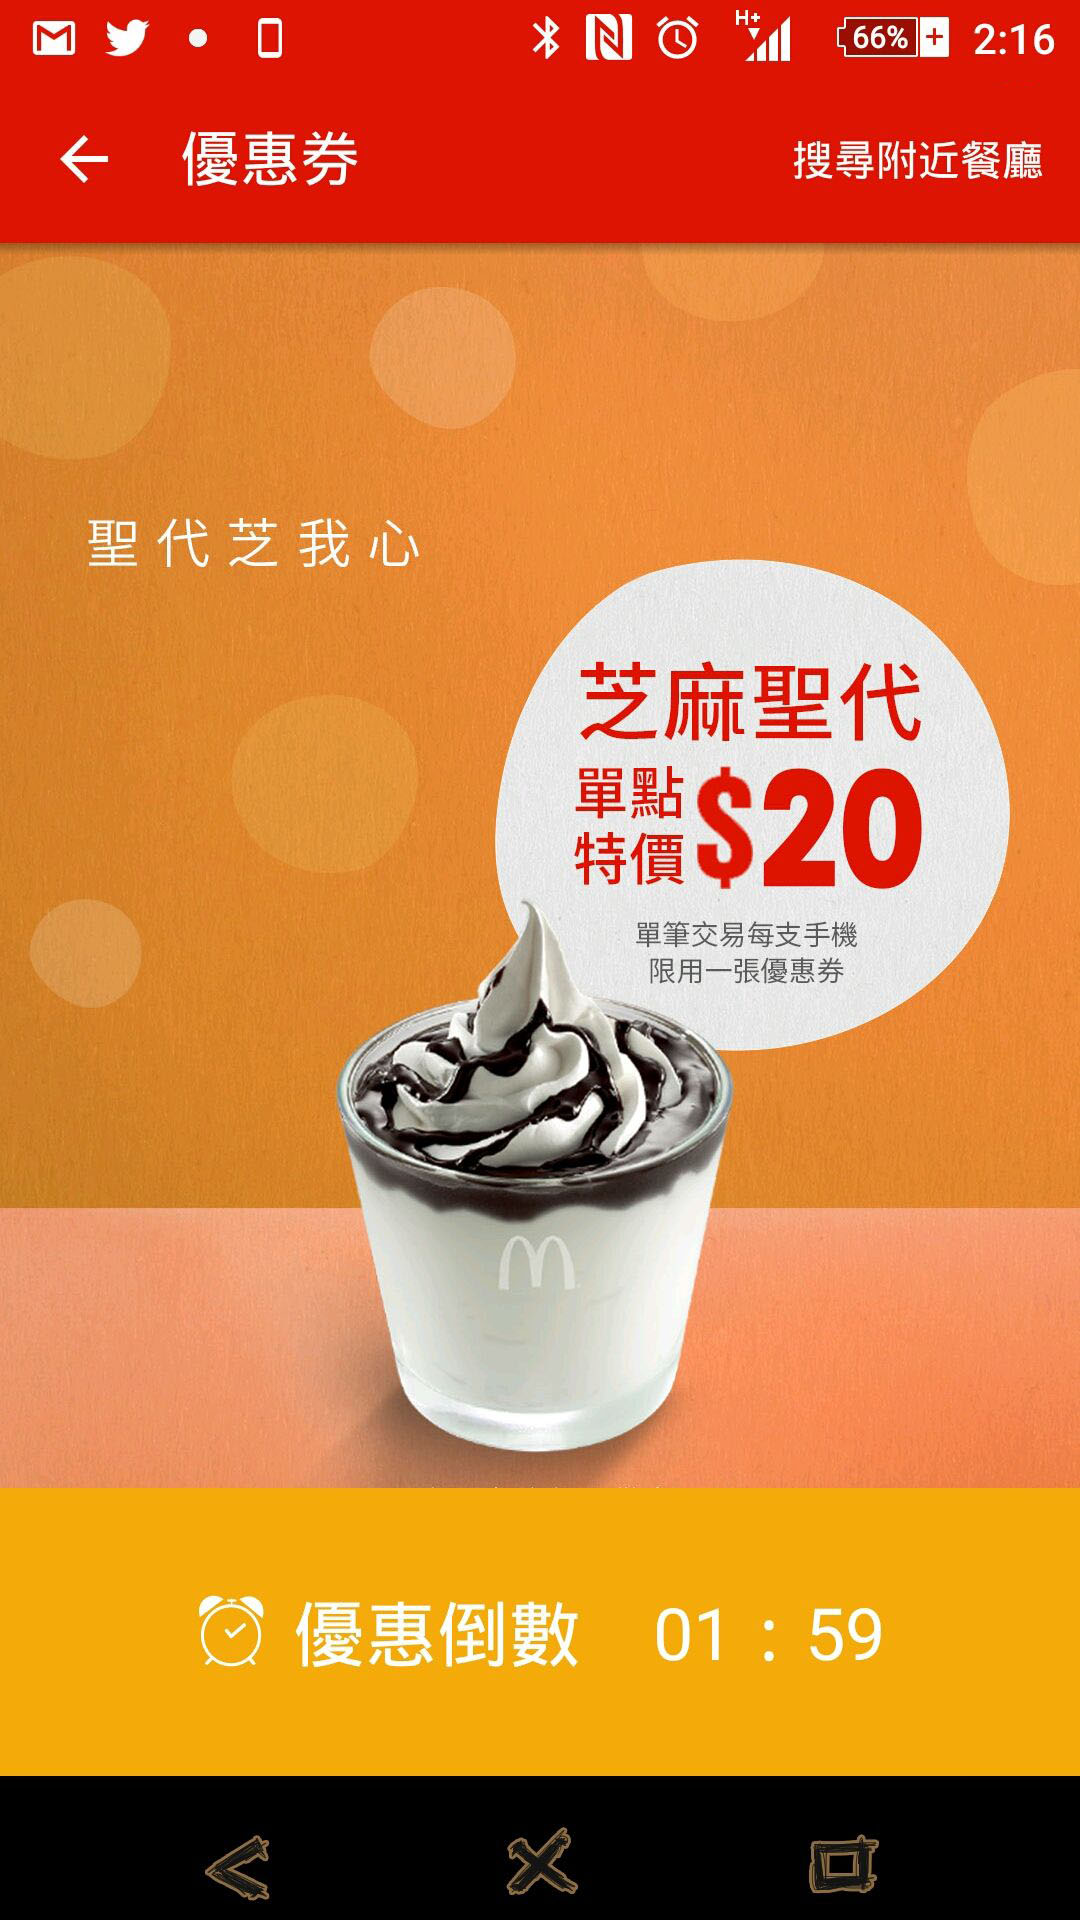 H+
66%
2:16
優惠券
搜尋附近餐廳
聖代芝我心
芝麻聖代
單點
特價
$20
單筆交易每支手機
限用一張優惠券
優惠倒數 01 : 59